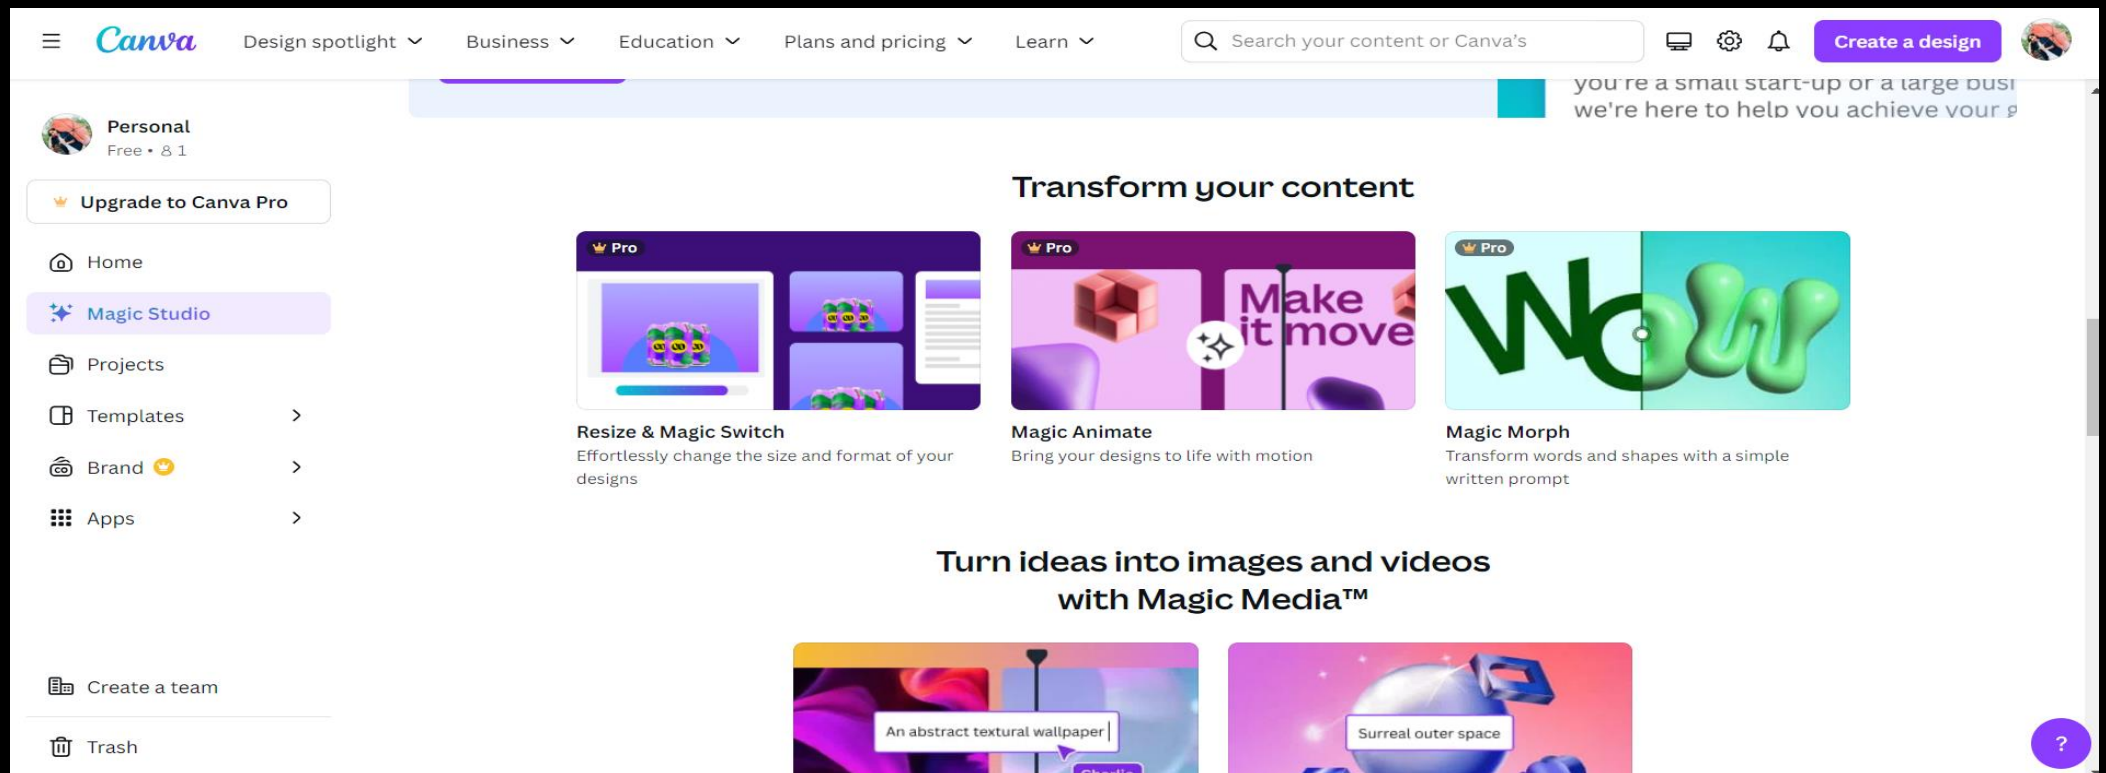 Canva
Design spotlight
Business
Education
Plans and pricing
Learn
Search your content or Canva's
Create a design
Personal
Free • 1
Upgrade to Canva Pro
Home
Magic Studio
Projects
Templates
Brand
Apps
Create a team
Trash
you're a small start-up or a large busi
we're here to help you achieve your g
Transform your content
Pro
Resize & Magic Switch
Effortlessly change the size and format of your
designs
Pro
Make
it move
Magic Animate
Bring your designs to life with motion
Pro
WOW
Magic Morph
Transform words and shapes with a simple
written prompt
Turn ideas into images and videos
with Magic Media™
An abstract textural wallpaper
Charlie
Surreal outer space
?